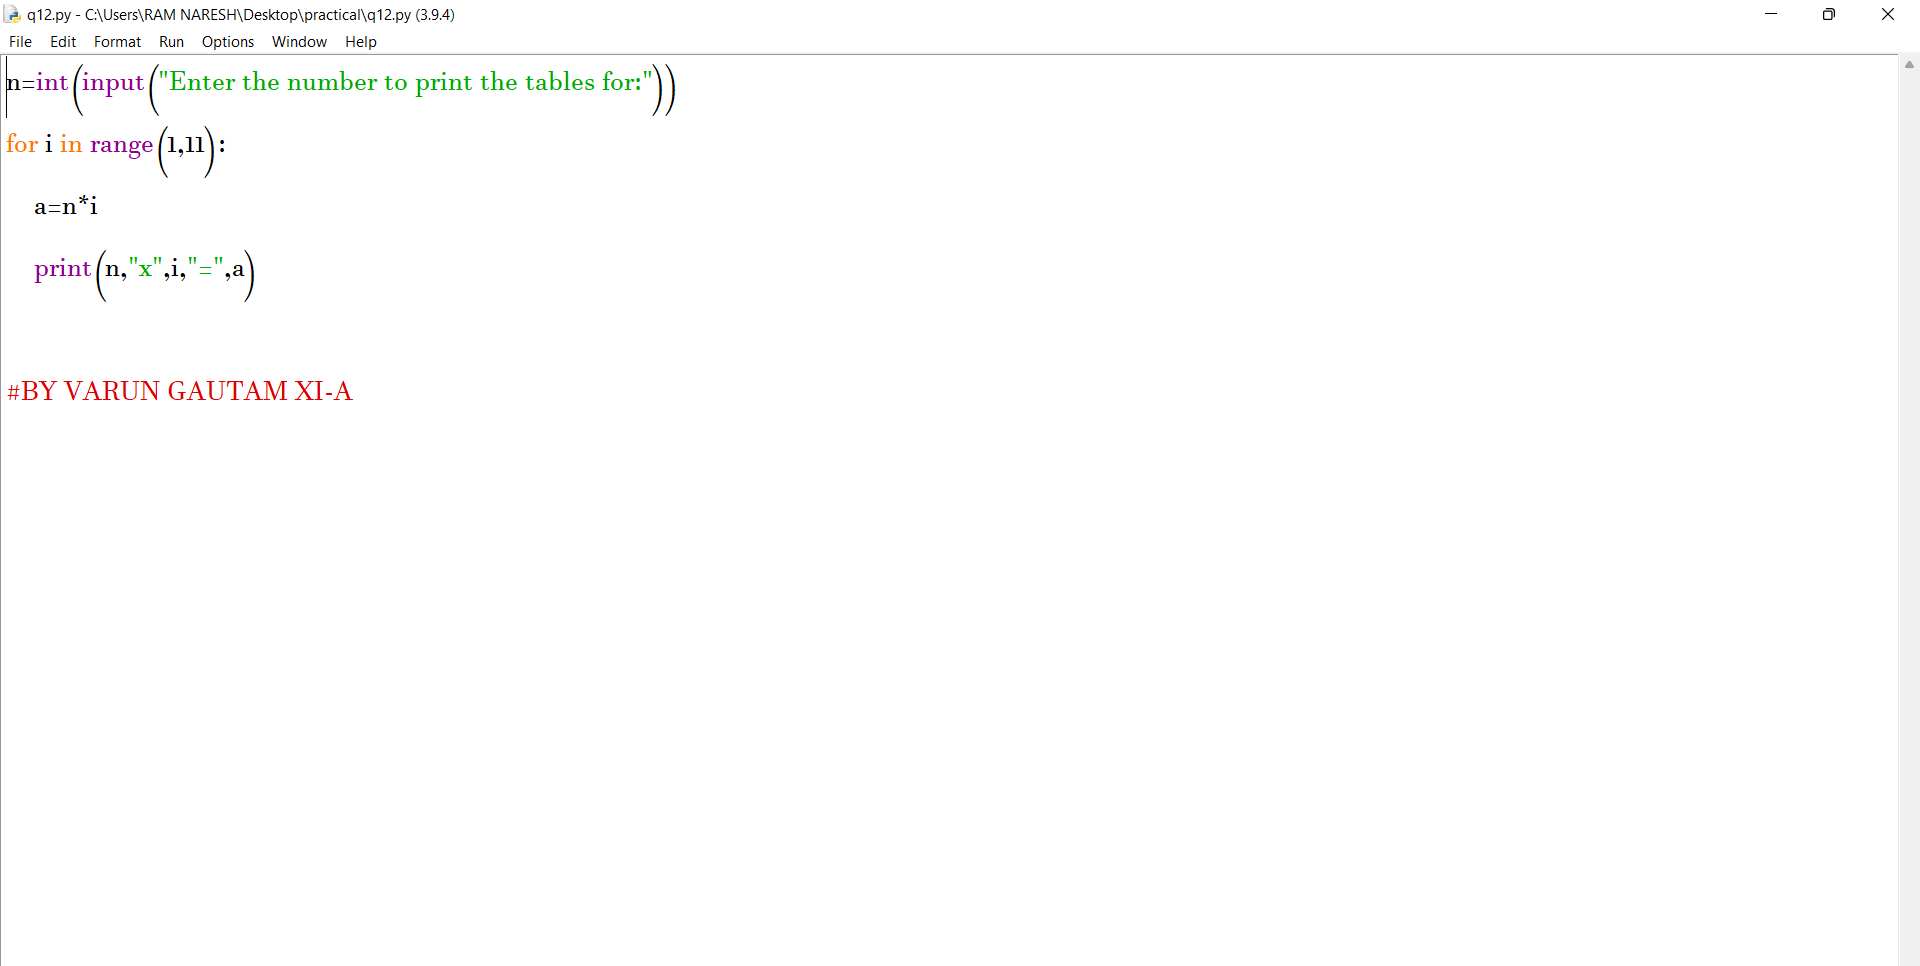 q12.py - C:\Users\RAM NARESH\Desktop\practical\q12.py (3.9.4)
File Edit Format Run Options Window Help
n=int(input("Enter the number to print the tables for:"))
for i in range(1,11):
    a=n*i
    print(n,"x",i,"=",a)
#BY VARUN GAUTAM XI-A